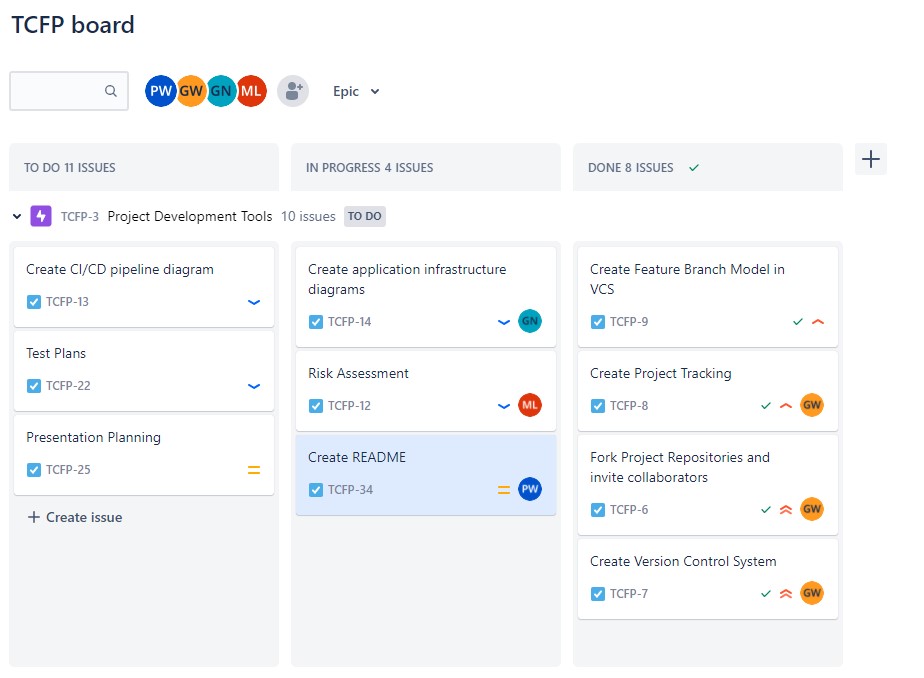 TCFP board
PW GW GN ML Epic
TO DO 11 ISSUES
IN PROGRESS 4 ISSUES
DONE 8 ISSUES
TCFP-3 Project Development Tools 10 issues TO DO
Create CI/CD pipeline diagram
TCFP-13
Test Plans
TCFP-22
Presentation Planning
TCFP-25
Create issue
Create application infrastructure
diagrams
TCFP-14 GN
Risk Assessment
TCFP-12 ML
Create README
TCFP-34 PW
Create Feature Branch Model in
VCS
TCFP-9
Create Project Tracking
TCFP-8 GW
Fork Project Repositories and
invite collaborators
TCFP-6 GW
Create Version Control System
TCFP-7 GW